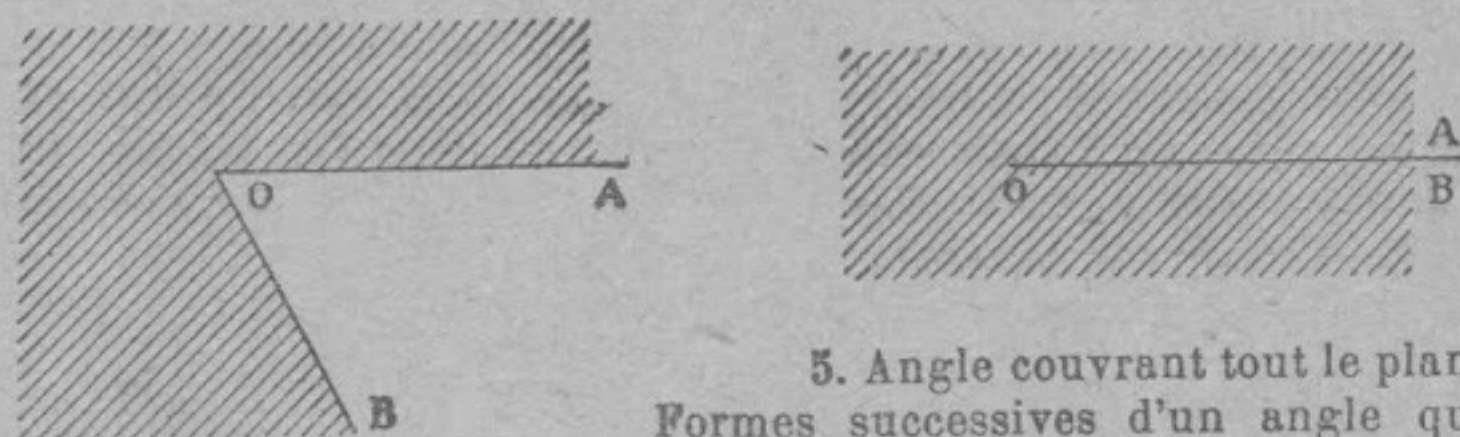 O
A
B
A
O
B
5. Angle couvrant tout le plan
Formes successives d'un angle qu